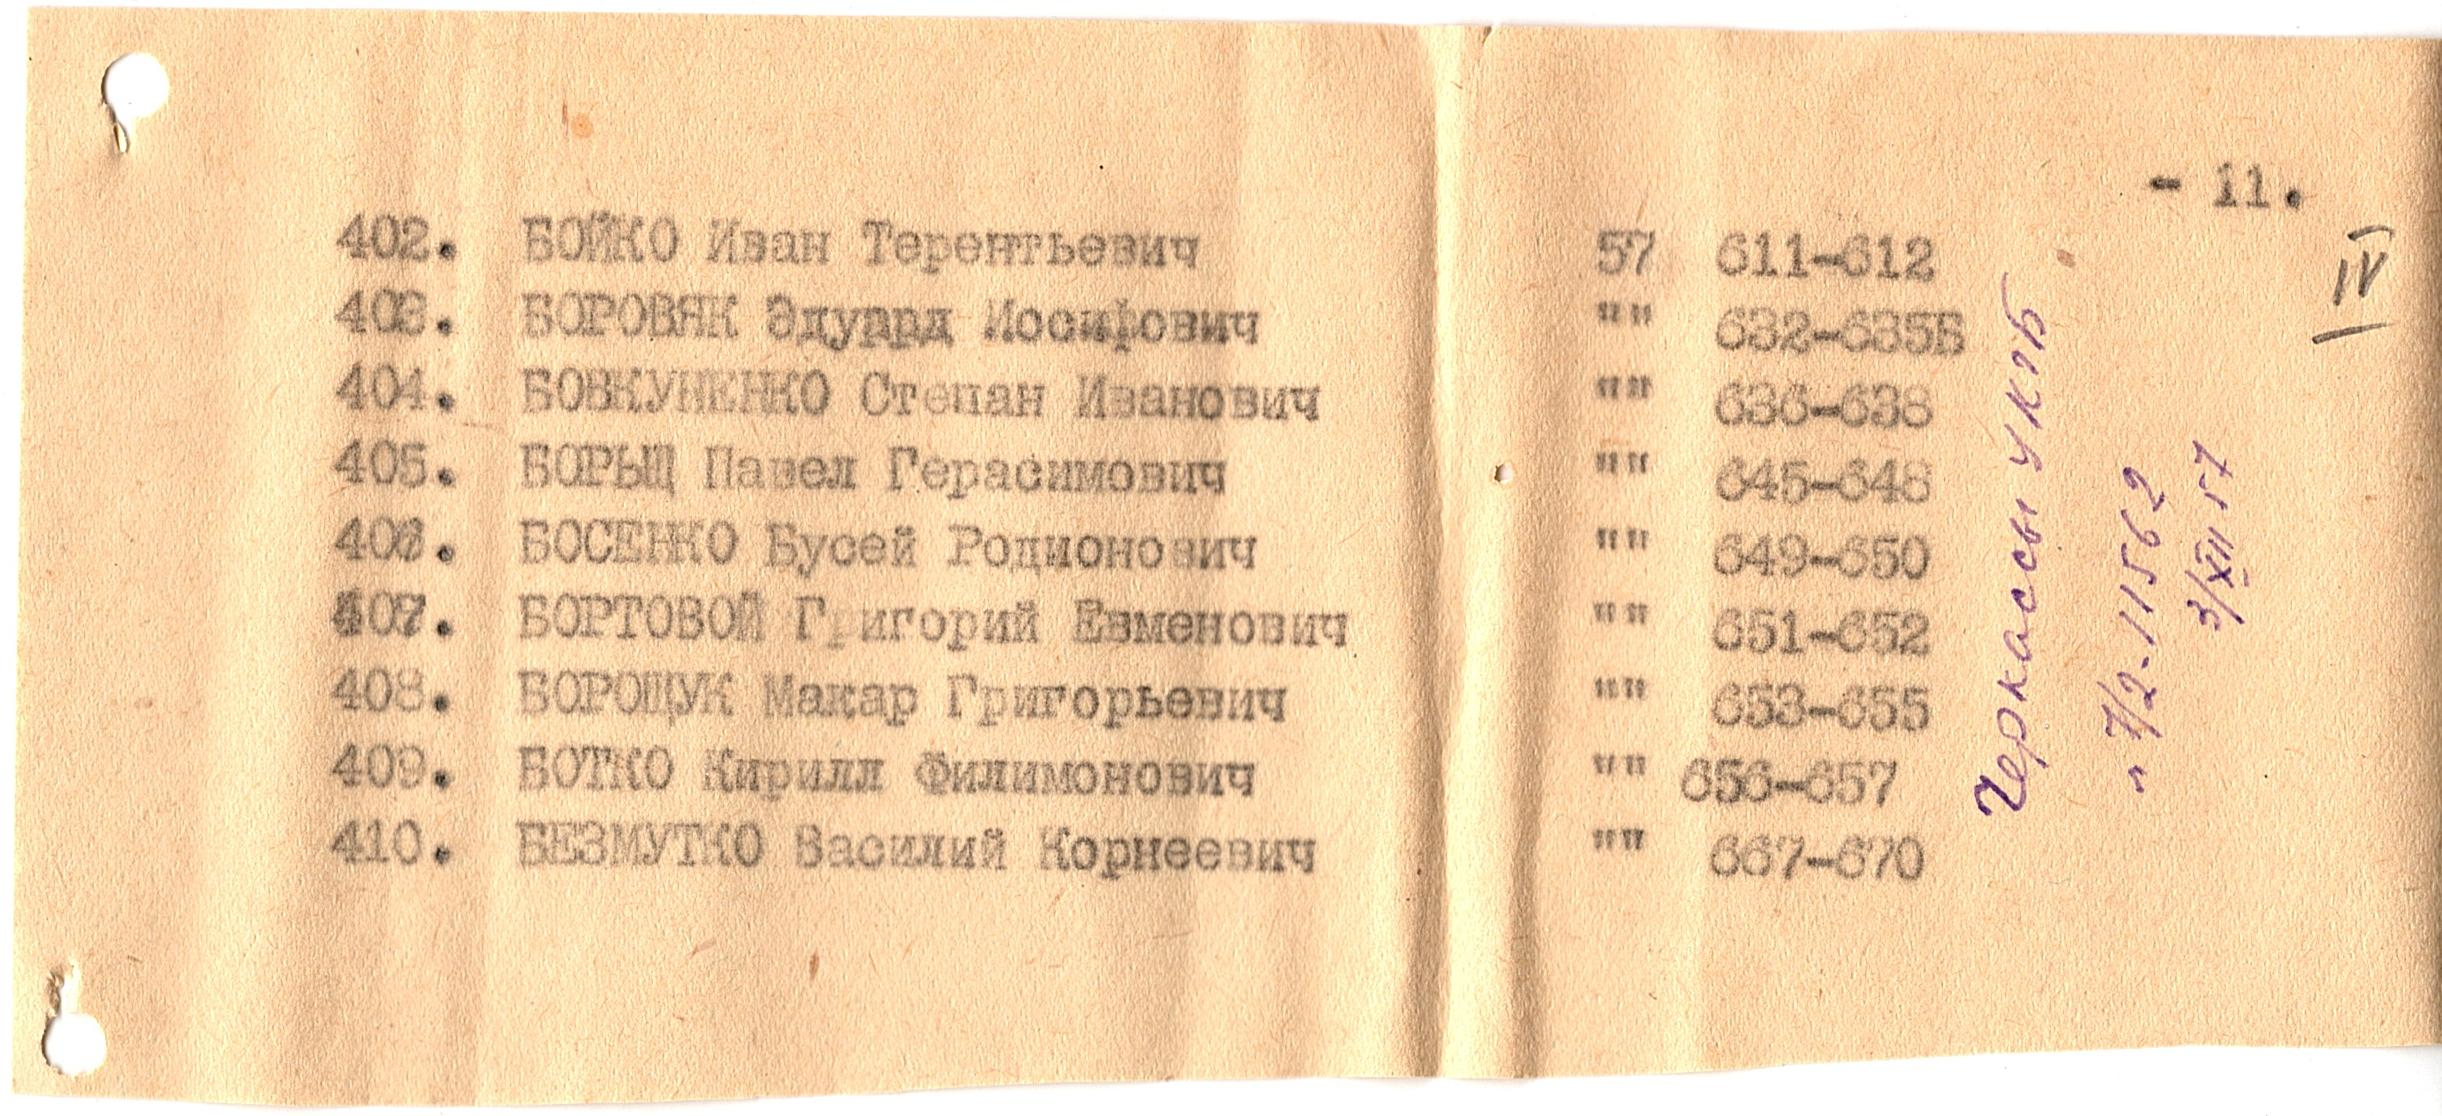 - 11.
IV
402. БОЙКО Иван Терентьевич 57 611-612
403. БОРОВЯК Эдуард Иосифович "" 632-635Б
404. БОВКУНЕНКО Степан Иванович "" 636-638
405. БОРЫЩ Павел Герасимович "" 645-648
406. БОСЕНКО Бусей Родионович "" 649-650
407. БОРТОВОЙ Григорий Евменович "" 651-652
408. БОРОЩУК Макар Григорьевич "" 653-655
409. БОТКО Кирилл Филимонович "" 656-657
410. БЕЗМУТКО Василий Корнеевич "" 667-670
Черкассы УКГБ
7/2-11562
3/XII 57